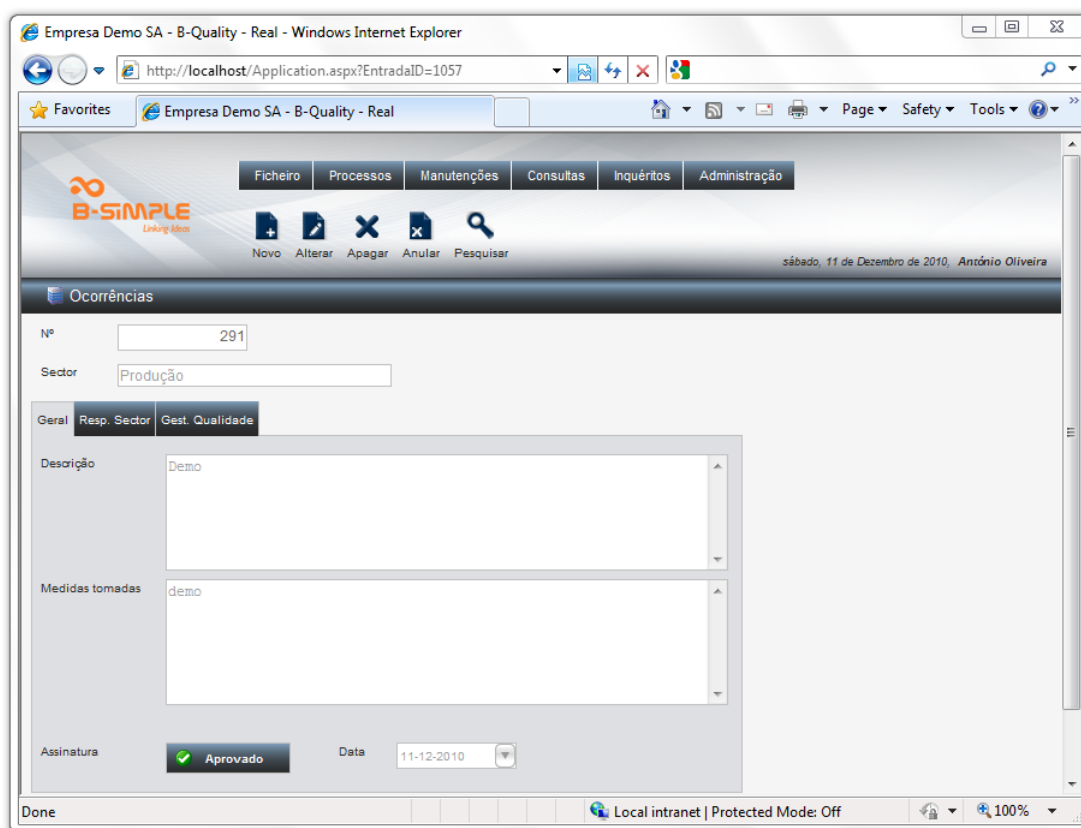 Empresa Demo SA - B-Quality - Real - Windows Internet Explorer
http://localhost/Application.aspx?EntradaID=1057
Favorites Empresa Demo SA - B-Quality - Real Page Safety Tools
Ficheiro Processos Manutenções Consultas Inquéritos Administração
B-SIMPLE
Linking Ideas
Novo Alterar Apagar Anular Pesquisar
sábado, 11 de Dezembro de 2010, António Oliveira
Ocorrências
Nº 291
Sector Produção
Geral Resp. Sector Gest. Qualidade
Descrição Demo
Medidas tomadas demo
Assinatura Aprovado Data 11-12-2010
Done Local intranet | Protected Mode: Off 100%